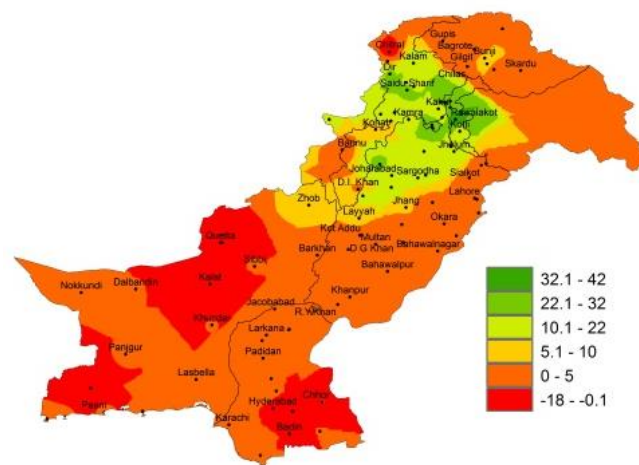 Gupis
Bagrote
Bunji
Gilgit
Skardu
Chitral
Kalam
Dir
Chilas
Saidu Sharif
Kamra
Rawalakot
Kotli
Kohat
Bannu
Jhelum
Joharabad
Sargodha
Sialkot
D.I. Khan
Lahore
Zhob
Layyah
Jhang
Okara
Kot Addu
Multan
D G Khan
Bahawalnagar
Barkhan
Bahawalpur
Quetta
Sibbi
Kalat
Nokkundi
Dalbandin
Khanpur
R.Y.Khan
Jacobabad
Khuzdar
Larkana
Padidan
Panjgur
Lasbella
Pasni
Hyderabad
Chhor
Karachi
Badin
32.1 - 42
22.1 - 32
10.1 - 22
5.1 - 10
0 - 5
-18 - -0.1